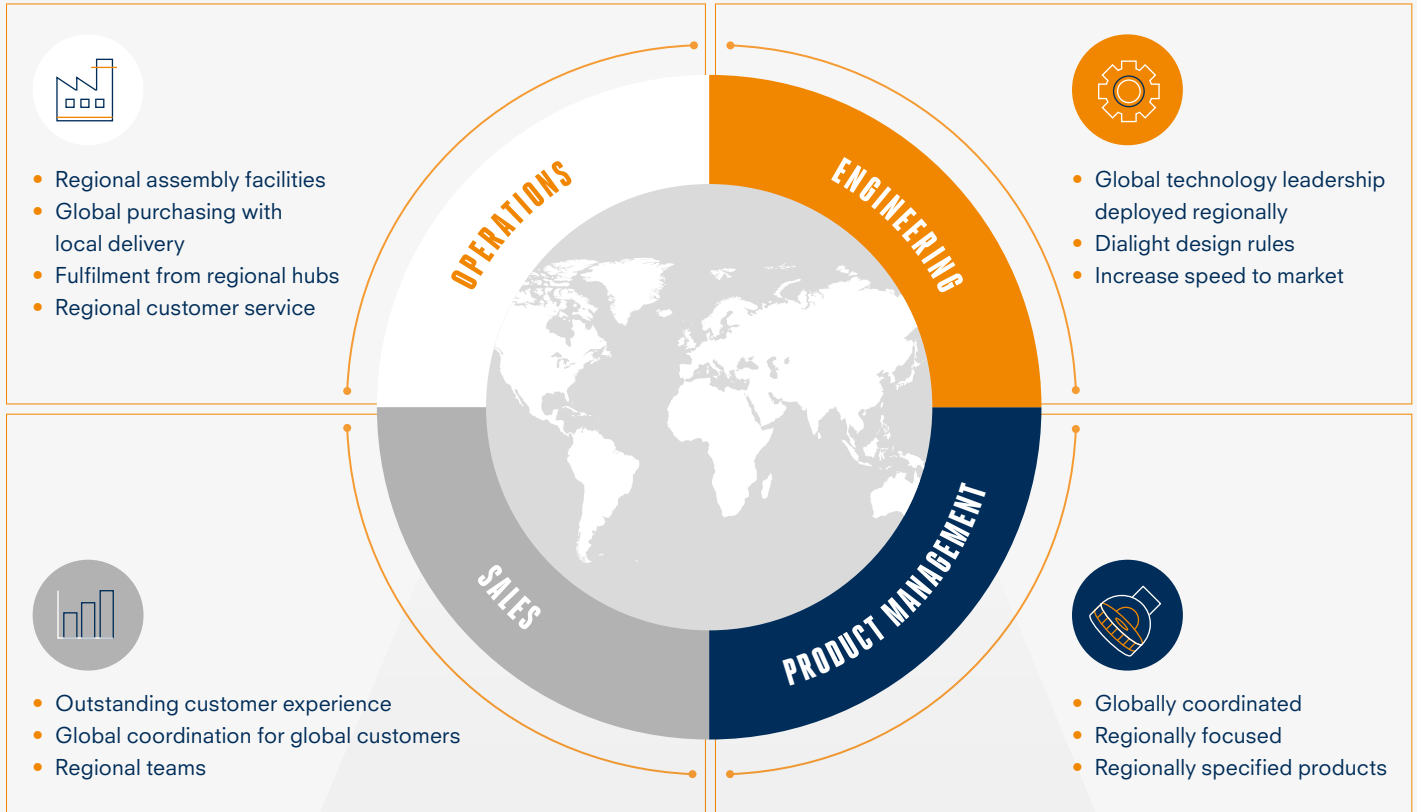 OPERATIONS
Regional assembly facilities
Global purchasing with
local delivery
Fulfilment from regional hubs
Regional customer service
ENGINEERING
Global technology leadership
deployed regionally
Dialight design rules
Increase speed to market
SALES
Outstanding customer experience
Global coordination for global customers
Regional teams
PRODUCT MANAGEMENT
Globally coordinated
Regionally focused
Regionally specified products